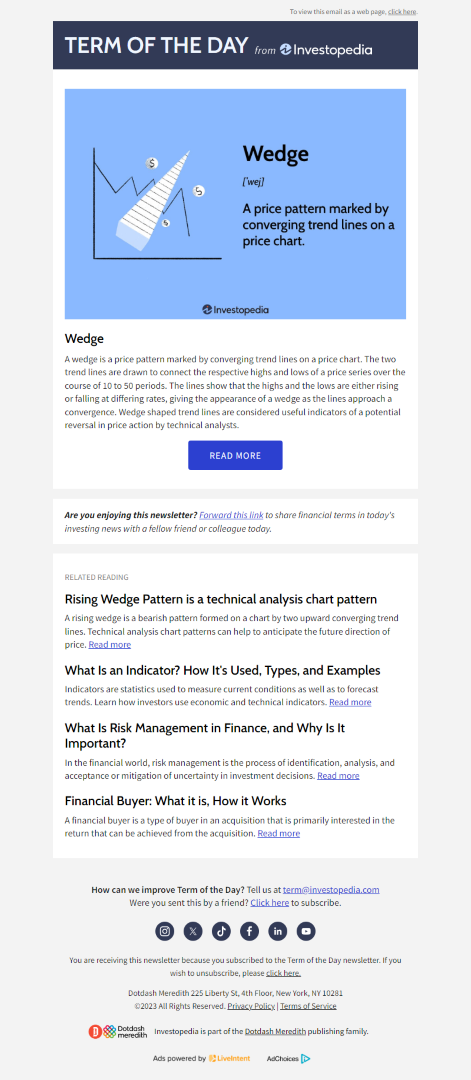 To view this email as a web page, click here.
TERM OF THE DAY from Investopedia
Wedge
['wej]
A price pattern marked by
converging trend lines on a
price chart.
$
$
$
Investopedia
Wedge
A wedge is a price pattern marked by converging trend lines on a price chart. The two
trend lines are drawn to connect the respective highs and lows of a price series over the
course of 10 to 50 periods. The lines show that the highs and the lows are either rising
or falling at differing rates, giving the appearance of a wedge as the lines approach a
convergence. Wedge shaped trend lines are considered useful indicators of a potential
reversal in price action by technical analysts.
READ MORE
Are you enjoying this newsletter? Forward this link to share financial terms in today's
investing news with a fellow friend or colleague today.
RELATED READING
Rising Wedge Pattern is a technical analysis chart pattern
A rising wedge is a bearish pattern formed on a chart by two upward converging trend
lines. Technical analysis chart patterns can help to anticipate the future direction of
price. Read more
What Is an Indicator? How It's Used, Types, and Examples
Indicators are statistics used to measure current conditions as well as to forecast
trends. Learn how investors use economic and technical indicators. Read more
What Is Risk Management in Finance, and Why Is It
Important?
In the financial world, risk management is the process of identification, analysis, and
acceptance or mitigation of uncertainty in investment decisions. Read more
Financial Buyer: What it is, How it Works
A financial buyer is a type of buyer in an acquisition that is primarily interested in the
return that can be achieved from the acquisition. Read more
How can we improve Term of the Day? Tell us at term@investopedia.com
Were you sent this by a friend? Click here to subscribe.
You are receiving this newsletter because you subscribed to the Term of the Day newsletter. If you
wish to unsubscribe, please click here.
Dotdash Meredith 225 Liberty St, 4th Floor, New York, NY 10281
©2023 All Rights Reserved. Privacy Policy | Terms of Service
Dotdash
meredith
Investopedia is part of the Dotdash Meredith publishing family.
Ads powered by LiveIntent AdChoices